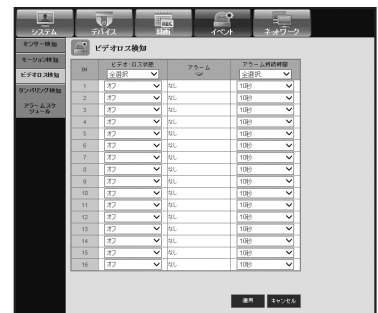 システム デバイス 録画 イベント ネットワーク
REC
センサー検知
モーション検知
ビデオロス検知
タンパリング検知
アラームスケジュール
ビデオロス検知
CH ビデオ·ロス状態 アラーム アラーム持続時間
全選択 全選択
1 オフ なし 10秒
2 オフ なし 10秒
3 オフ なし 10秒
4 オフ なし 10秒
5 オフ なし 10秒
6 オフ なし 10秒
7 オフ なし 10秒
8 オフ なし 10秒
9 オフ なし 10秒
10 オフ なし 10秒
11 オフ なし 10秒
12 オフ なし 10秒
13 オフ なし 10秒
14 オフ なし 10秒
15 オフ なし 10秒
16 オフ なし 10秒
適用 キャンセル